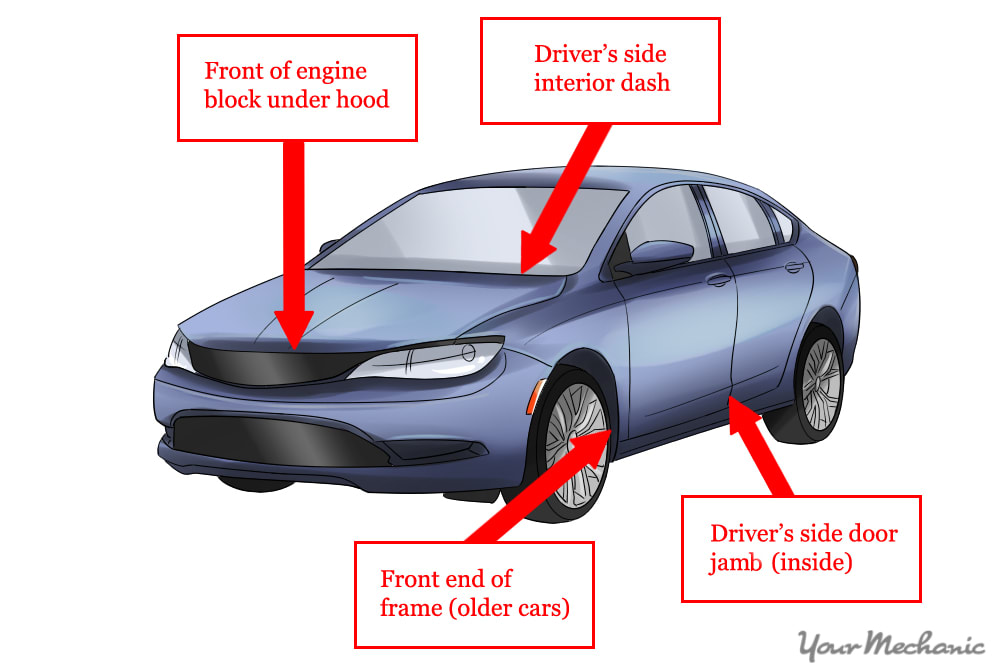 Front of engine
block under hood
Driver’s side
interior dash
Front end of
frame (older cars)
Driver’s side door
jamb (inside)
YourMechanic